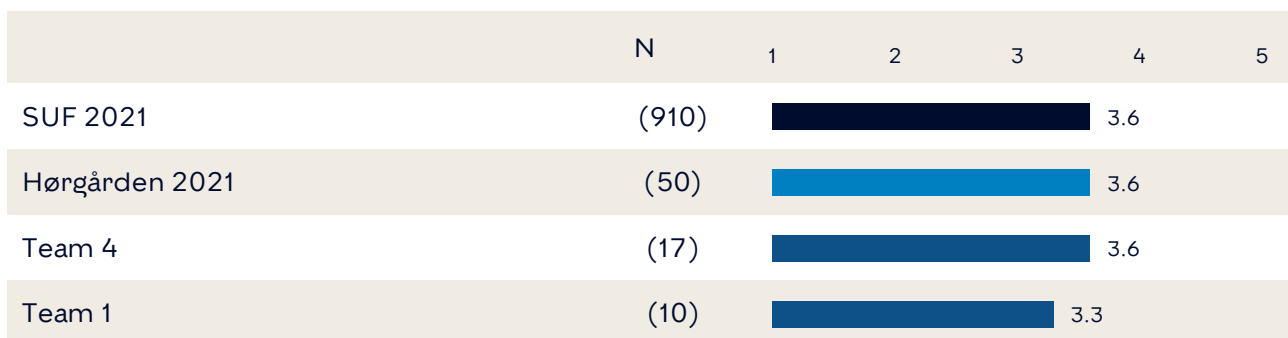 N 1 2 3 4 5
SUF 2021 (910) 3.6
Hørgården 2021 (50) 3.6
Team 4 (17) 3.6
Team 1 (10) 3.3